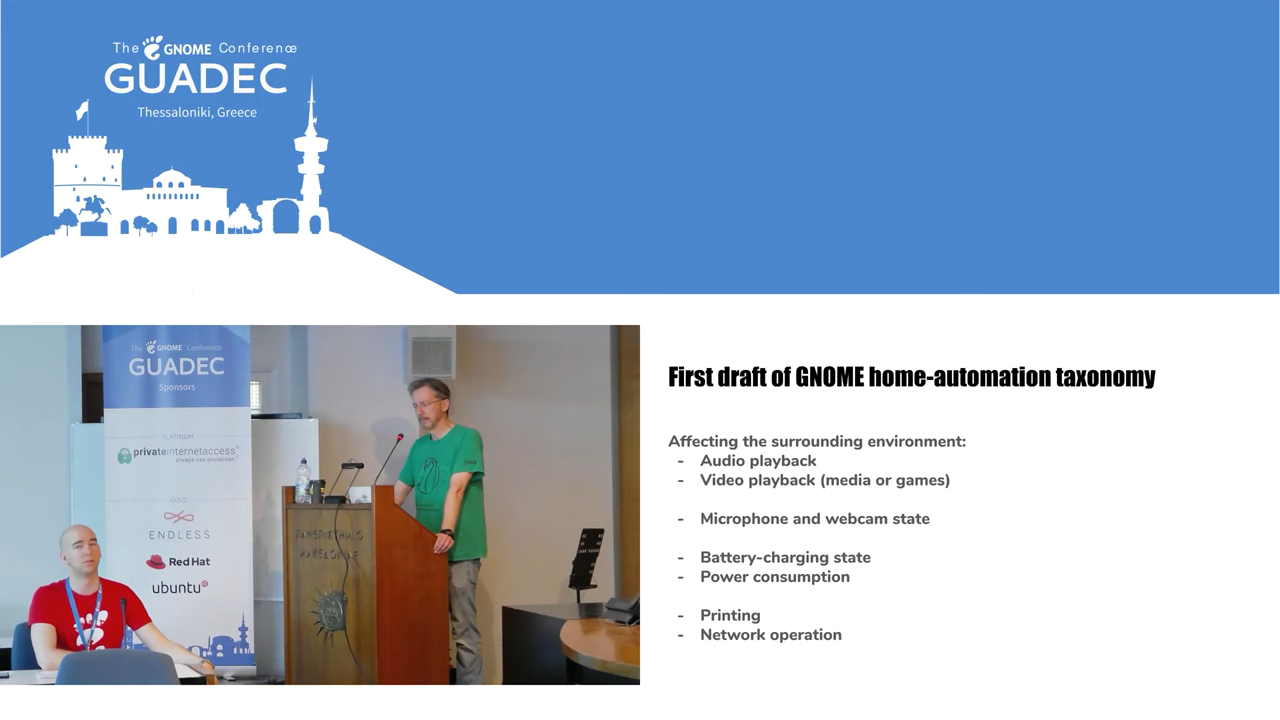 The GNOME Conference
GUADEC
Thessaloniki, Greece
The GNOME Conference
GUADEC
Sponsors
PLATINUM
privateinternetaccess®
always use protection®
GOLD
ENDLESS
Red Hat
ubuntu®
First draft of GNOME home-automation taxonomy
Affecting the surrounding environment:
- Audio playback
- Video playback (media or games)
- Microphone and webcam state
- Battery-charging state
- Power consumption
- Printing
- Network operation